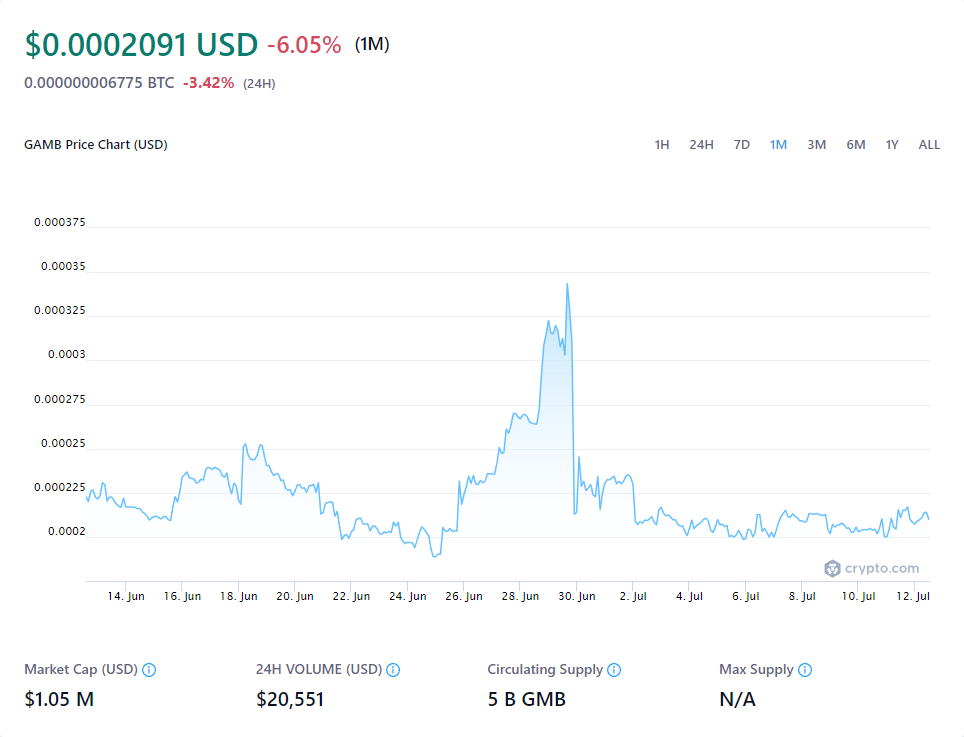 $0.0002091 USD -6.05% (1M)
0.000000006775 BTC -3.42% (24H)
GAMB Price Chart (USD) 1H 24H 7D 1M 3M 6M 1Y ALL
0.000375
0.00035
0.000325
0.0003
0.000275
0.00025
0.000225
0.0002
crypto.com
14. Jun 16. Jun 18. Jun 20. Jun 22. Jun 24. Jun 26. Jun 28. Jun 30. Jun 2. Jul 4. Jul 6. Jul 8. Jul 10. Jul 12. Jul
Market Cap (USD) 24H VOLUME (USD) Circulating Supply Max Supply
$1.05 M $20,551 5 B GMB N/A